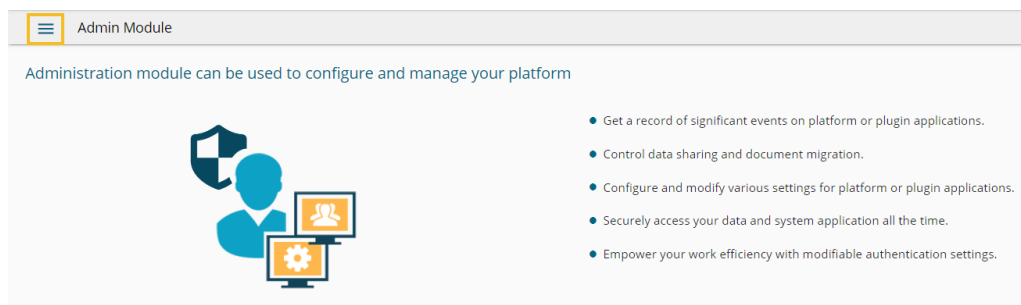 Admin Module
Administration module can be used to configure and manage your platform
Get a record of significant events on platform or plugin applications.
Control data sharing and document migration.
Configure and modify various settings for platform or plugin applications.
Securely access your data and system application all the time.
Empower your work efficiency with modifiable authentication settings.